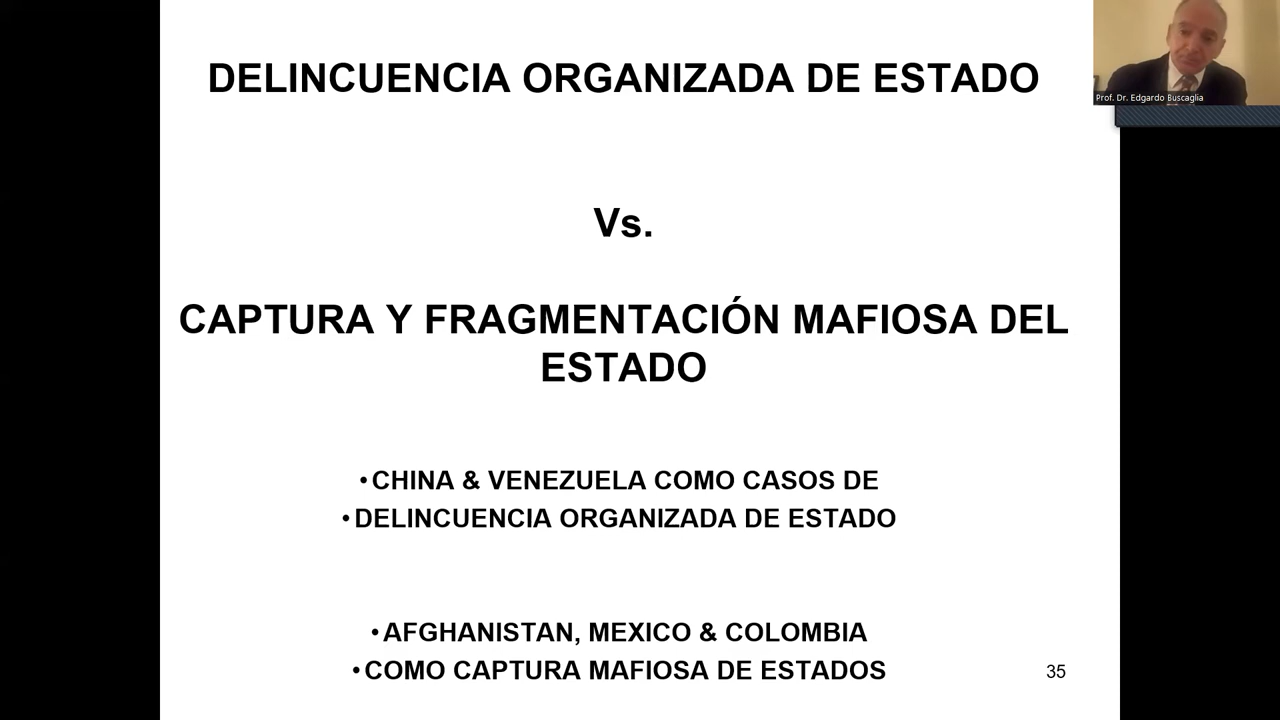 DELINCUENCIA ORGANIZADA DE ESTADO
Prof. Dr. Edgardo Buscaglia
Vs.
CAPTURA Y FRAGMENTACIÓN MAFIOSA DEL
ESTADO
•CHINA & VENEZUELA COMO CASOS DE
•DELINCUENCIA ORGANIZADA DE ESTADO
•AFGHANISTAN, MEXICO & COLOMBIA
•COMO CAPTURA MAFIOSA DE ESTADOS
35